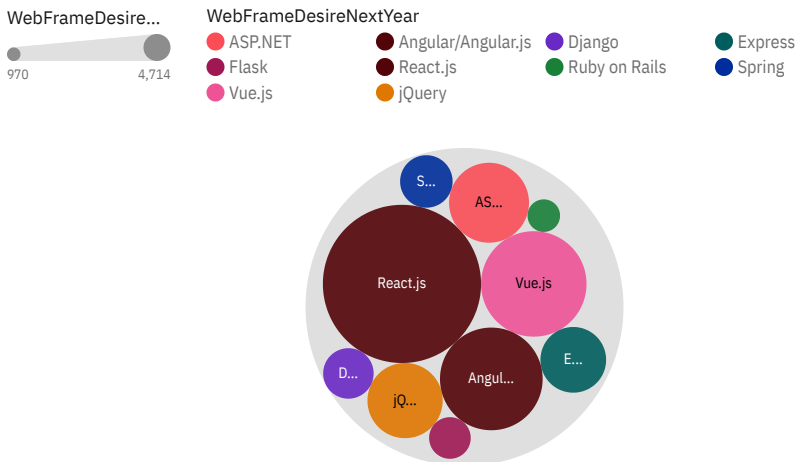 WebFrameDesire...
970
4,714
WebFrameDesireNextYear
ASP.NET
Angular/Angular.js
Django
Express
Flask
React.js
Ruby on Rails
Spring
Vue.js
jQuery
S...
AS...
React.js
Vue.js
E...
D...
Angul...
jQ...